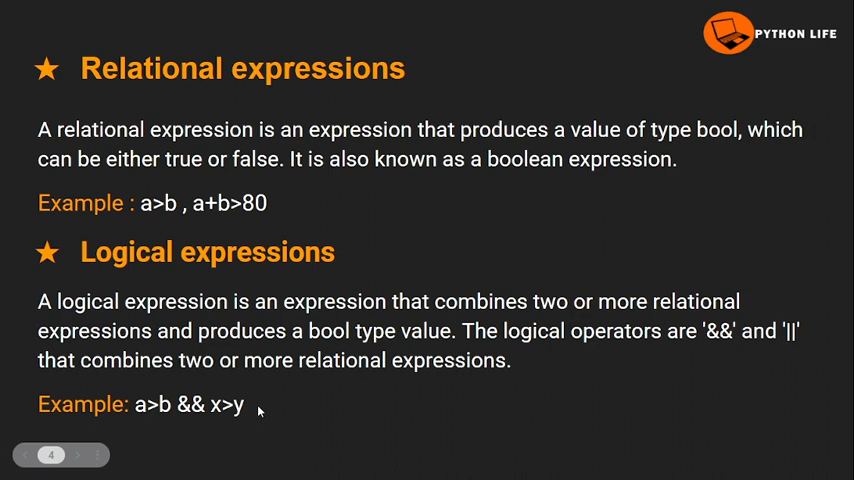 PYTHON LIFE
★ Relational expressions
A relational expression is an expression that produces a value of type bool, which
can be either true or false. It is also known as a boolean expression.
Example : a>b , a+b>80
★ Logical expressions
A logical expression is an expression that combines two or more relational
expressions and produces a bool type value. The logical operators are '&&' and '||'
that combines two or more relational expressions.
Example: a>b && x>y
4